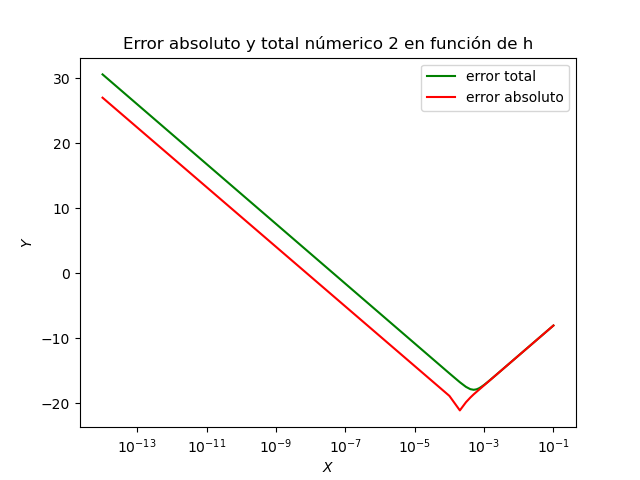 Error absoluto y total númerico 2 en función de h
error total
error absoluto
30
20
10
0
−10
−20
Y
10⁻¹³
10⁻¹¹
10⁻⁹
10⁻⁷
10⁻⁵
10⁻³
10⁻¹
X